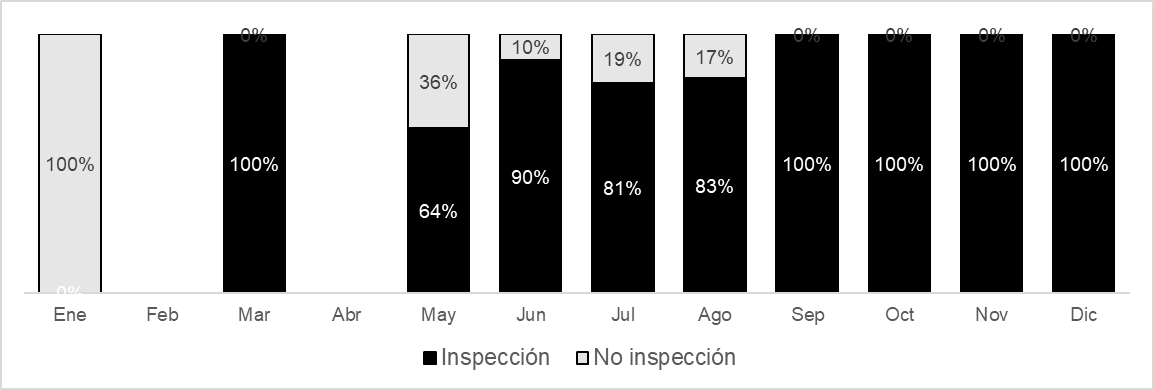 0% 0% 0% 0% 0%
10%
36% 19% 17%
100% 100% 100% 100% 100% 100%
90% 81% 83%
64%
0%
Ene Feb Mar Abr May Jun Jul Ago Sep Oct Nov Dic
Inspección No inspección